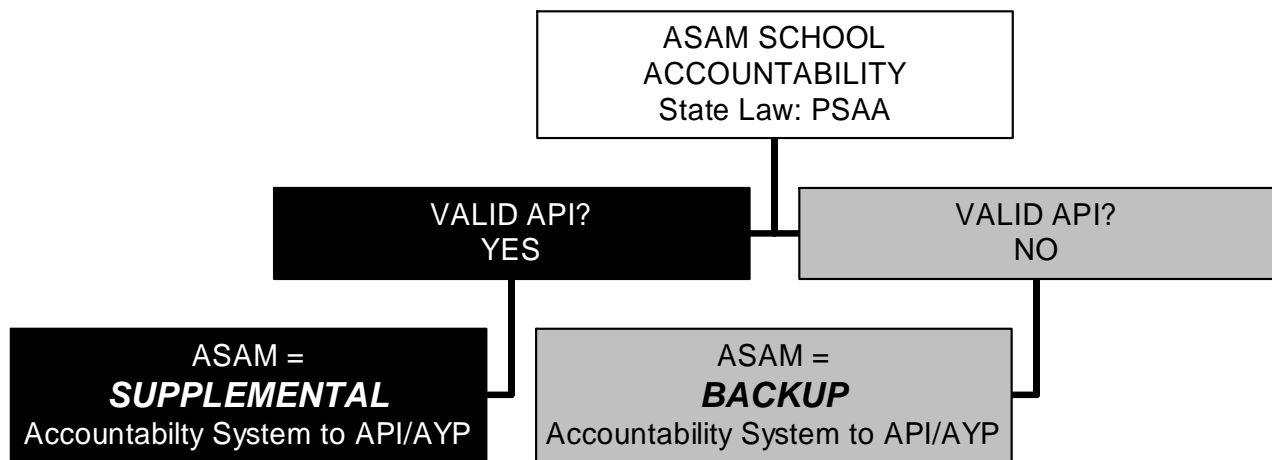 ASAM SCHOOL
ACCOUNTABILITY
State Law: PSAA
VALID API?
YES
VALID API?
NO
ASAM =
SUPPLEMENTAL
Accountabilty System to API/AYP
ASAM =
BACKUP
Accountability System to API/AYP